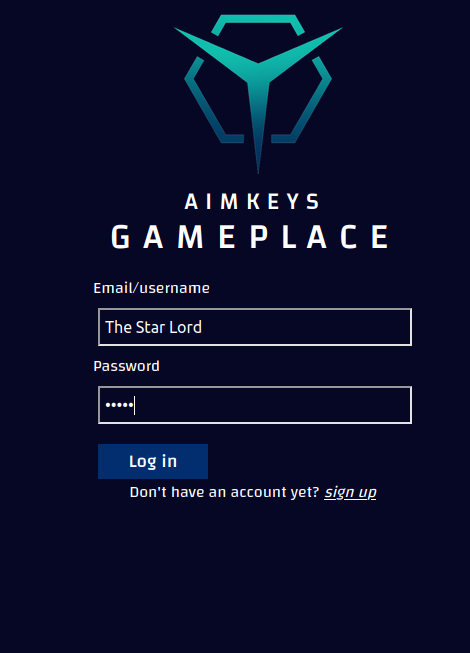 AIMKEYS
GAMEPLACE
Email/username
The Star Lord
Password
•••••
Log in
Don't have an account yet? sign up